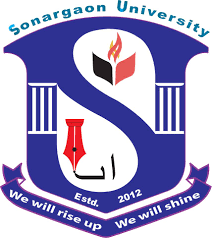 Sonargaon University
S
Estd. 2012
We will rise up We will shine